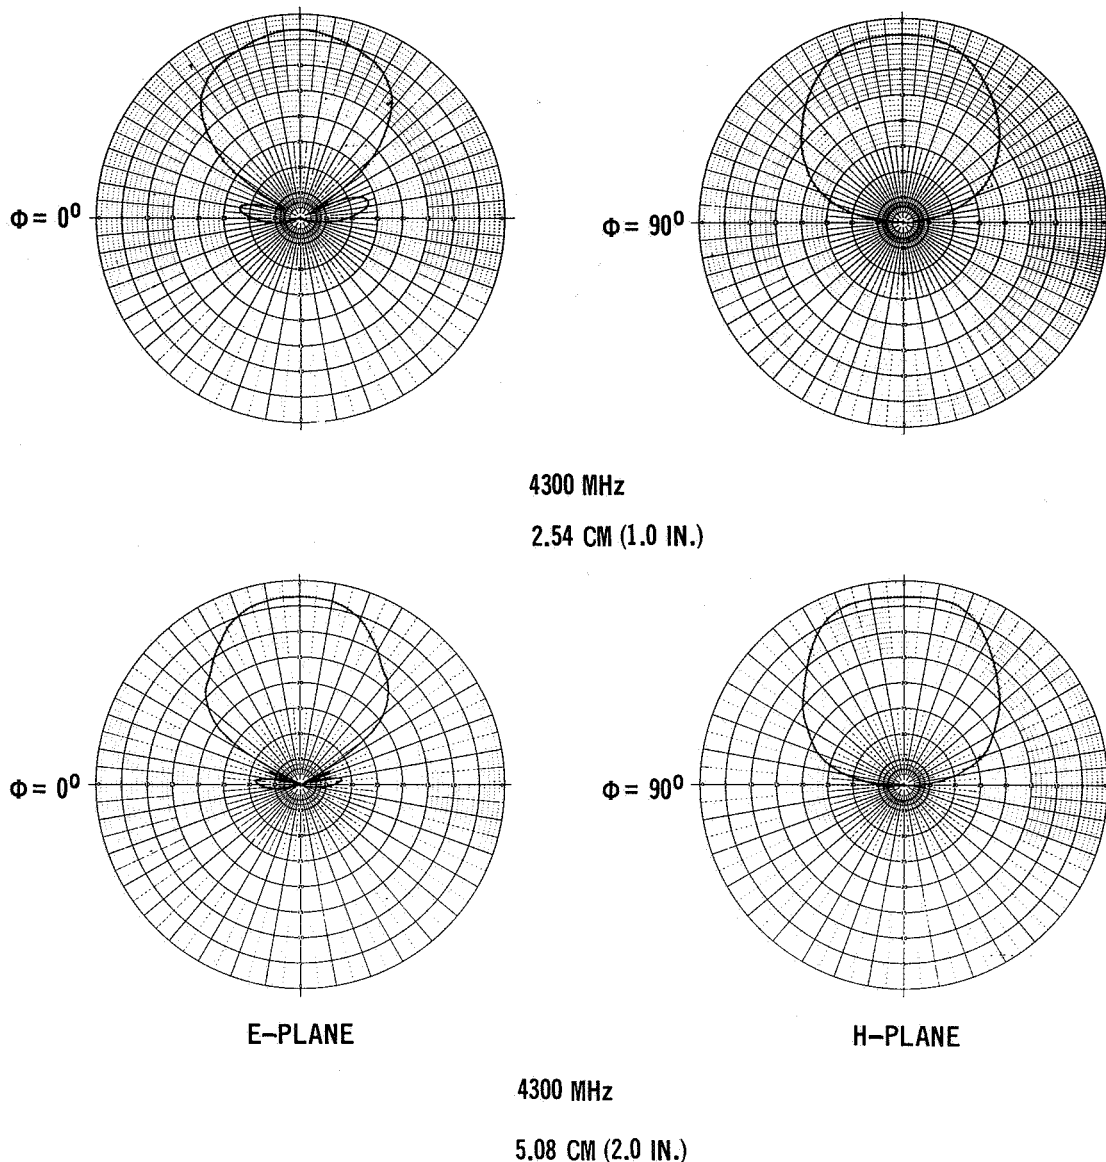 Φ = 0⁰
Φ = 90⁰
4300 MHz
2.54 CM (1.0 IN.)
Φ = 0⁰
Φ = 90⁰
E-PLANE
H-PLANE
4300 MHz
5.08 CM (2.0 IN.)